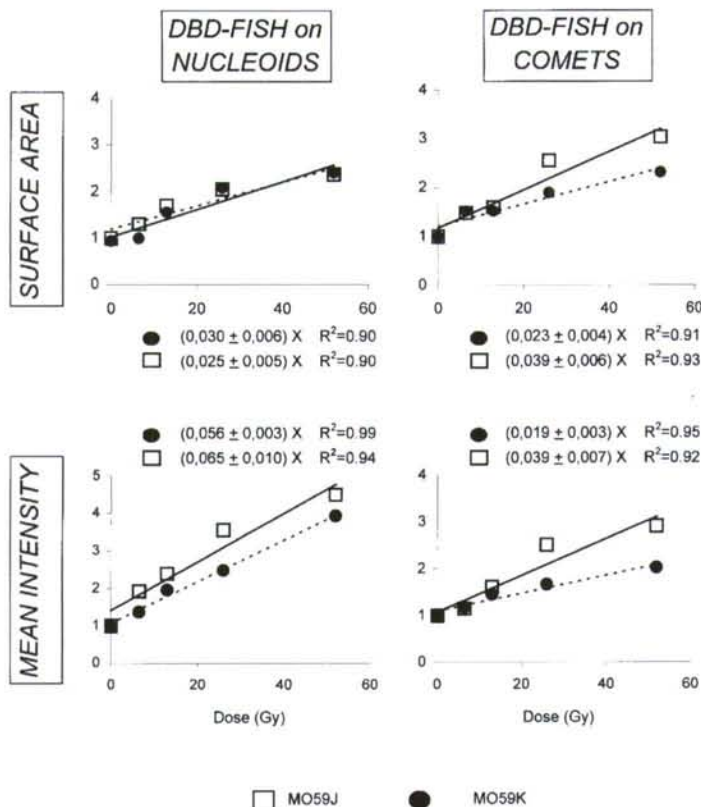 DBD-FISH on
NUCLEOIDS
DBD-FISH on
COMETS
SURFACE AREA
4
3
2
1
0
0 20 40 60
4
3
2
1
0
0 20 40 60
(0,030 ± 0,006) X R²=0.90
(0,025 ± 0,005) X R²=0.90
(0,023 ± 0,004) X R²=0.91
(0,039 ± 0,006) X R²=0.93
MEAN INTENSITY
(0,056 ± 0,003) X R²=0.99
(0,065 ± 0,010) X R²=0.94
(0,019 ± 0,003) X R²=0.95
(0,039 ± 0,007) X R²=0.92
5
4
3
2
1
0
0 20 40 60
Dose (Gy)
4
3
2
1
0
0 20 40 60
Dose (Gy)
MO59J
MO59K